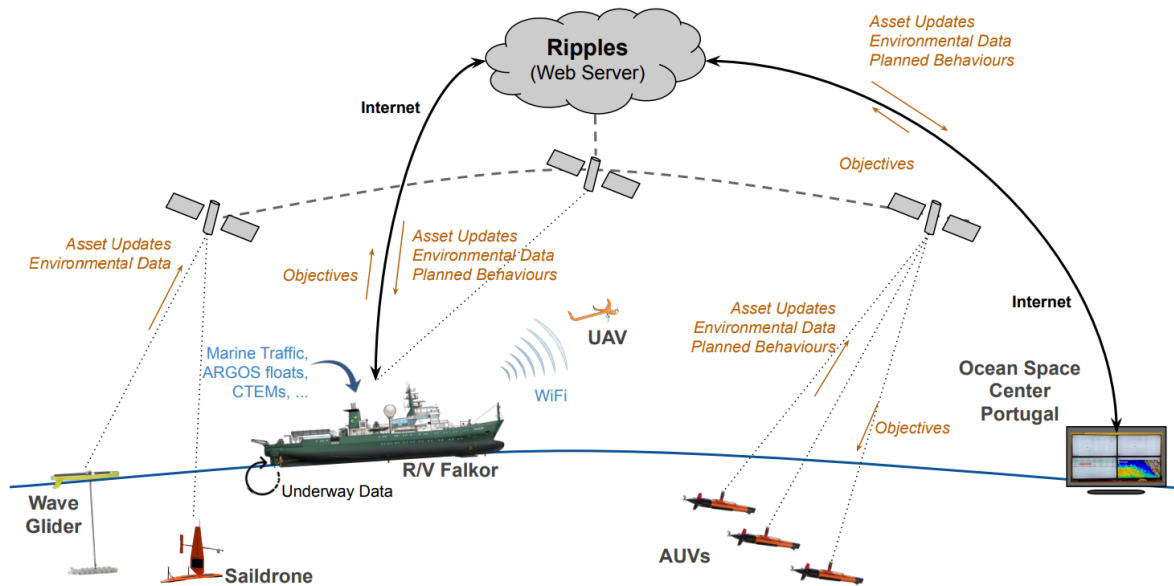 Ripples
(Web Server)
Asset Updates
Environmental Data
Planned Behaviours
Internet
Objectives
Asset Updates
Environmental Data
Objectives
Asset Updates
Environmental Data
Planned Behaviours
Internet
Asset Updates
Environmental Data
Planned Behaviours
UAV
WiFi
Marine Traffic,
ARGOS floats,
CTEMs, ...
Ocean Space
Center
Portugal
Objectives
R/V Falkor
Underway Data
Wave
Glider
Saildrone
AUVs